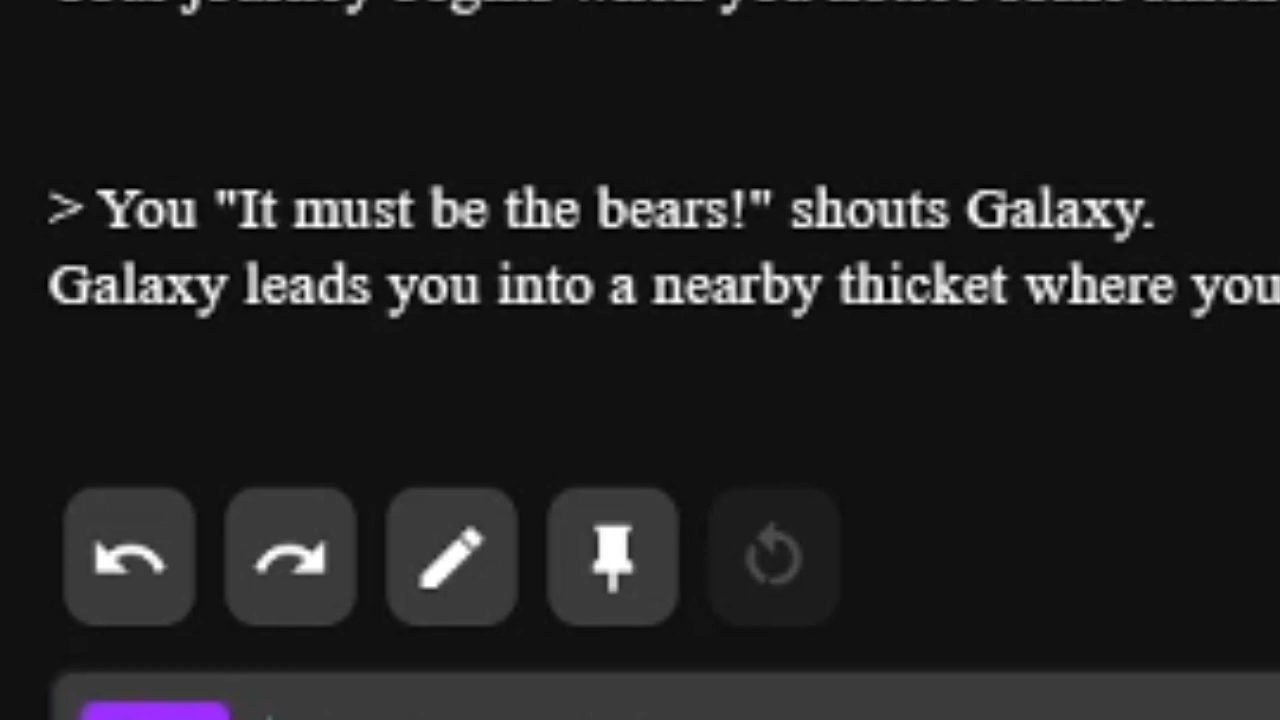 > You "It must be the bears!" shouts Galaxy.
Galaxy leads you into a nearby thicket where you